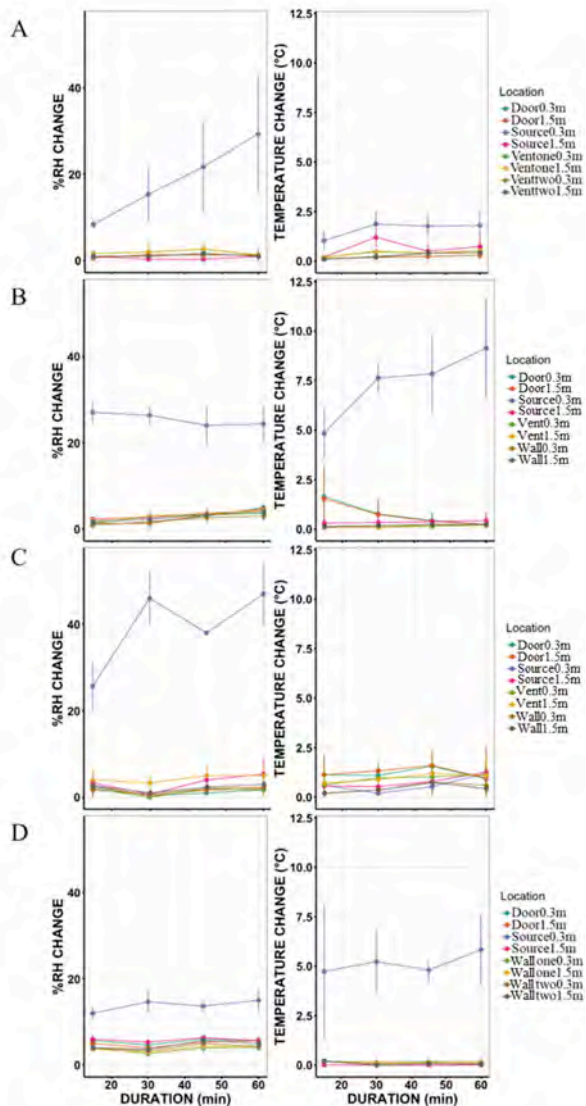 A
%RH CHANGE
40
20
0
TEMPERATURE CHANGE (°C)
12.5
10.0
7.5
5.0
2.5
0.0
Location
Door0.3m
Door1.5m
Source0.3m
Source1.5m
Ventone0.3m
Ventone1.5m
Venttwo0.3m
Venttwo1.5m
B
%RH CHANGE
40
20
0
TEMPERATURE CHANGE (°C)
12.5
10.0
7.5
5.0
2.5
0.0
Location
Door0.3m
Door1.5m
Source0.3m
Source1.5m
Vent0.3m
Vent1.5m
Wall0.3m
Wall1.5m
C
%RH CHANGE
40
20
0
TEMPERATURE CHANGE (°C)
12.5
10.0
7.5
5.0
2.5
0.0
Location
Door0.3m
Door1.5m
Source0.3m
Source1.5m
Vent0.3m
Vent1.5m
Wall0.3m
Wall1.5m
D
%RH CHANGE
40
20
0
TEMPERATURE CHANGE (°C)
12.5
10.0
7.5
5.0
2.5
0.0
Location
Door0.3m
Door1.5m
Source0.3m
Source1.5m
Wall one0.3m
Wall one1.5m
Wall two0.3m
Wall two1.5m
20 30 40 50 60
DURATION (min)
20 30 40 50 60
DURATION (min)